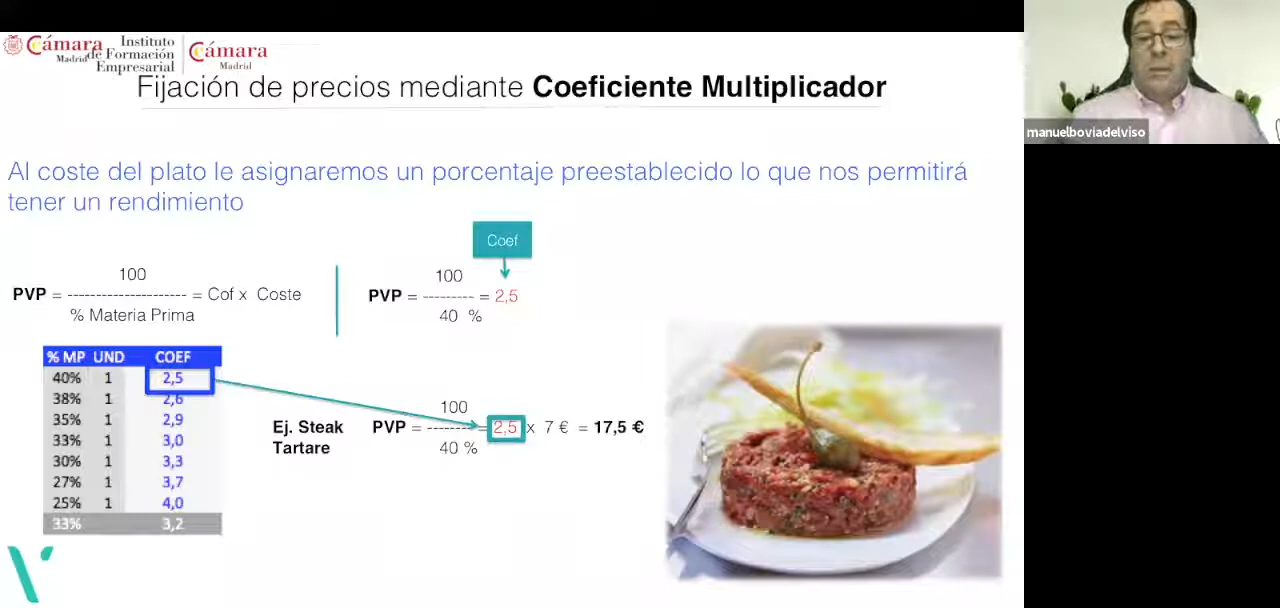 Cámara
Madrid
Instituto
de Formación
Empresarial
Cámara
Madrid
Fijación de precios mediante Coeficiente Multiplicador
manuelboviadelviso
Al coste del plato le asignaremos un porcentaje preestablecido lo que nos permitirá
tener un rendimiento
Coef
100
PVP = --------------------- = Cof x Coste
% Materia Prima
100
PVP = --------- = 2,5
40 %
% MP UND COEF
40% 1 2,5
38% 1 2,6
35% 1 2,9
33% 1 3,0
30% 1 3,3
27% 1 3,7
25% 1 4,0
33% 3,2
Ej. Steak
Tartare
100
PVP = --------- = 2,5 x 7 € = 17,5 €
40 %